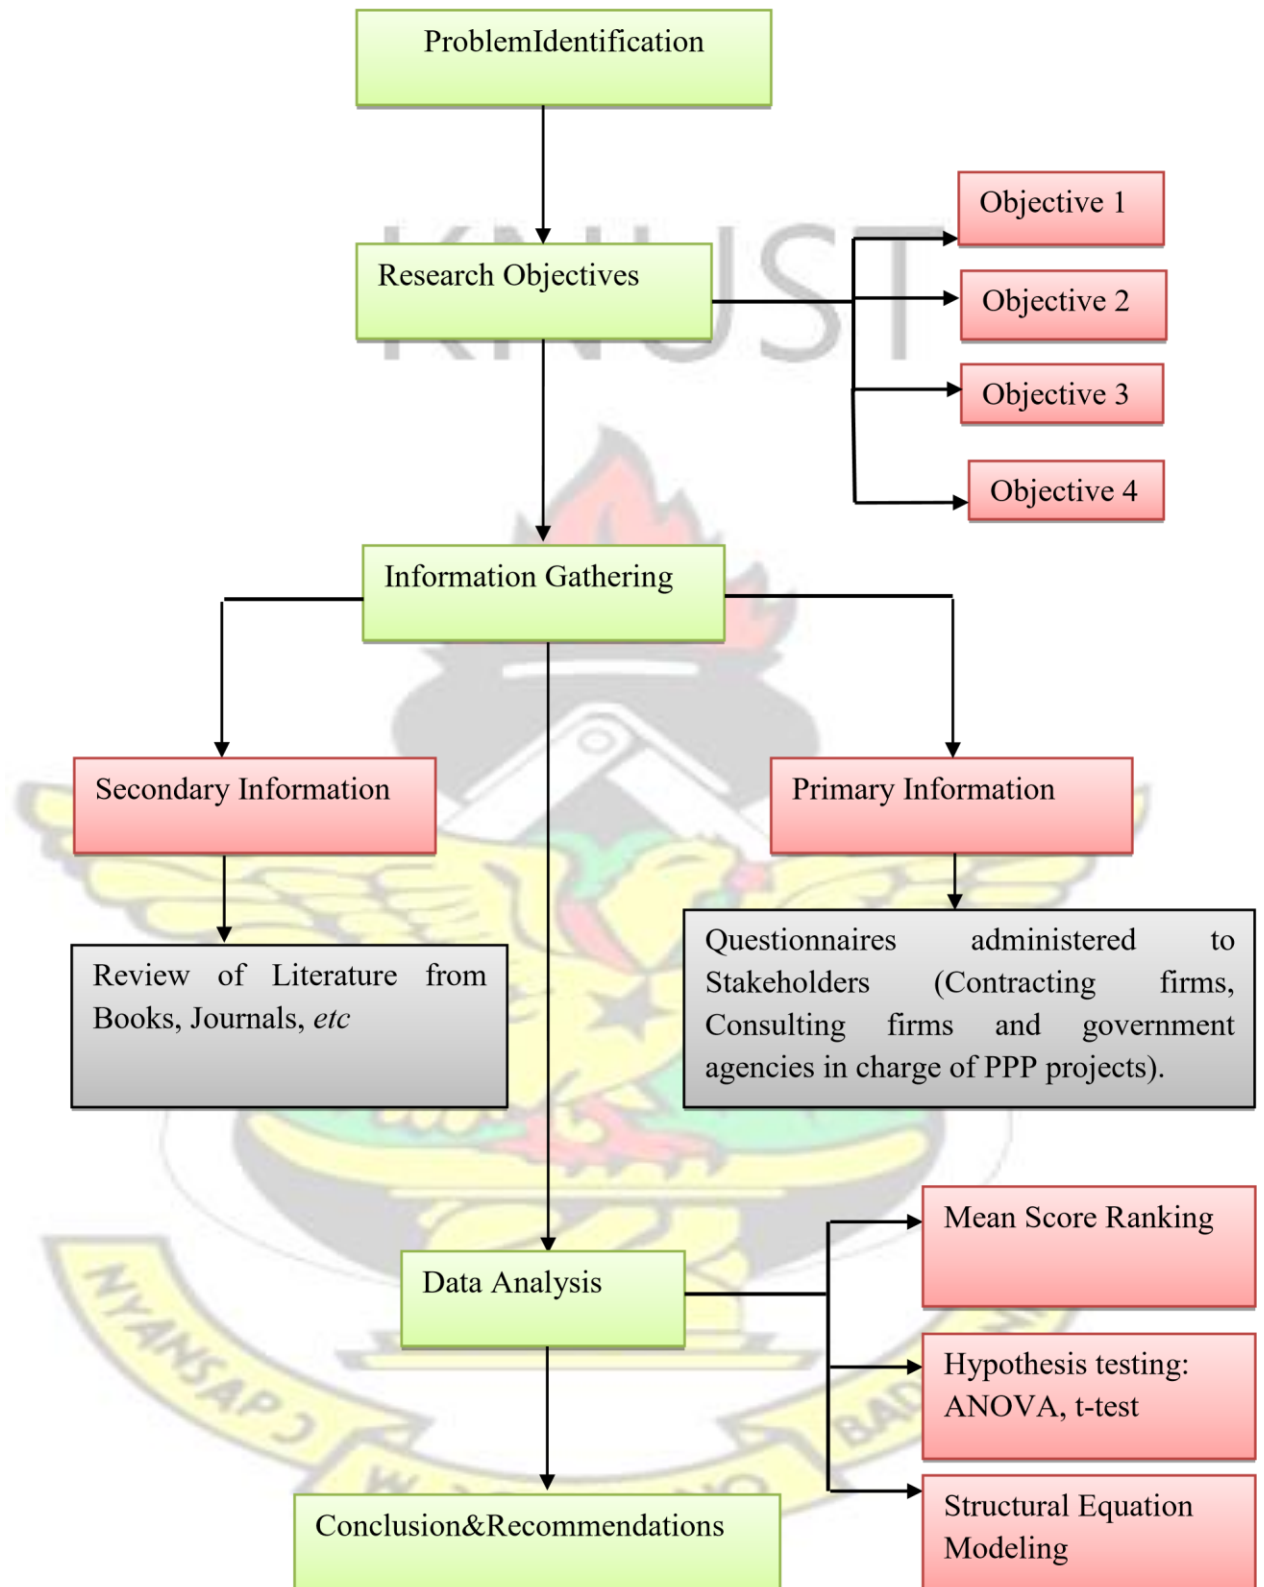 ProblemIdentification
KNUST
Research Objectives
Objective 1
Objective 2
Objective 3
Objective 4
Information Gathering
Secondary Information
Primary Information
Review of Literature from
Books, Journals, etc
Questionnaires administered to
Stakeholders (Contracting firms,
Consulting firms and government
agencies in charge of PPP projects).
Data Analysis
Mean Score Ranking
Hypothesis testing:
ANOVA, t-test
Structural Equation
Modeling
Conclusion&Recommendations
NYANSAPƆ